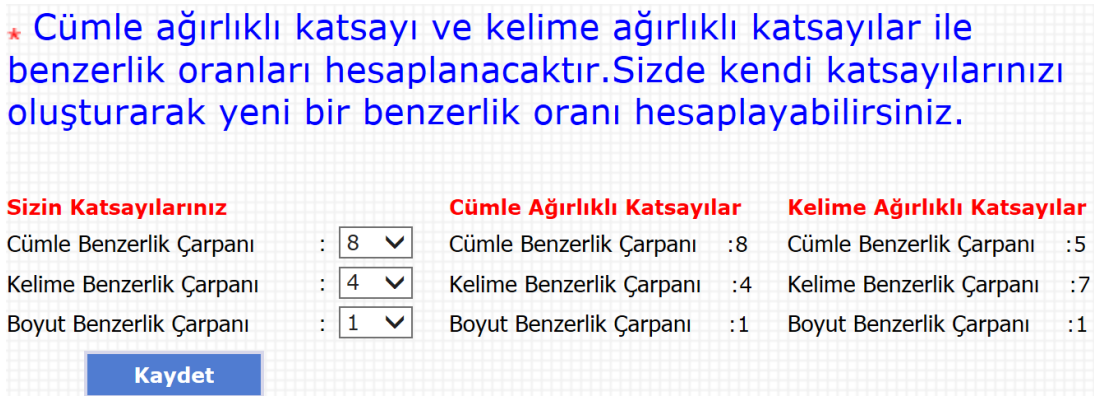 * Cümle ağırlıklı katsayı ve kelime ağırlıklı katsayılar ile
benzerlik oranları hesaplanacaktır.Sizde kendi katsayılarınızı
oluşturarak yeni bir benzerlik oranı hesaplayabilirsiniz.
Sizin Katsayılarınız Cümle Ağırlıklı Katsayılar Kelime Ağırlıklı Katsayılar
Cümle Benzerlik Çarpanı : 8 Cümle Benzerlik Çarpanı :8 Cümle Benzerlik Çarpanı :5
Kelime Benzerlik Çarpanı : 4 Kelime Benzerlik Çarpanı :4 Kelime Benzerlik Çarpanı :7
Boyut Benzerlik Çarpanı : 1 Boyut Benzerlik Çarpanı :1 Boyut Benzerlik Çarpanı :1
Kaydet